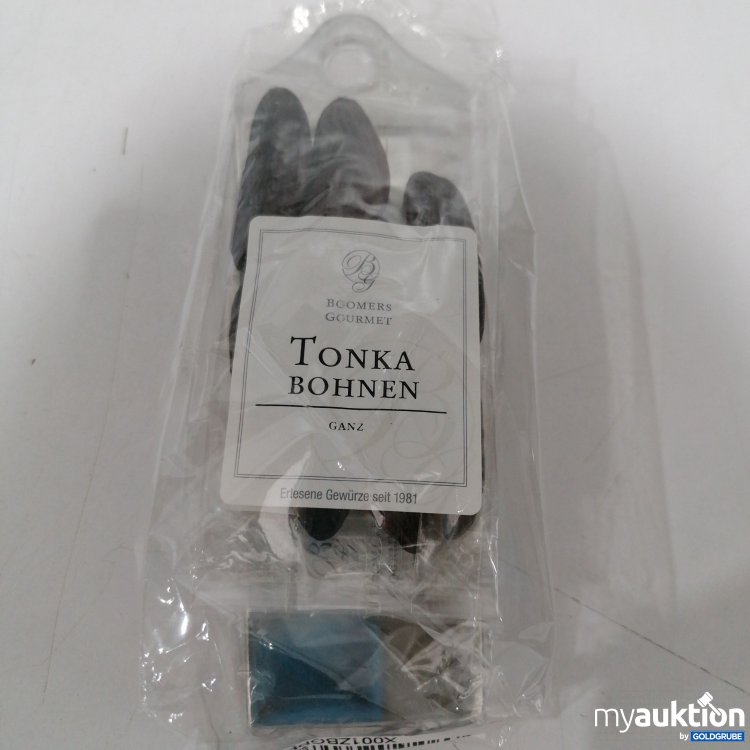 BG
BOOMERS
GOURMET
TONKA
BOHNEN
GANZ
Erlesene Gewürze seit 1981
myauktion
by GOLDGRUBE